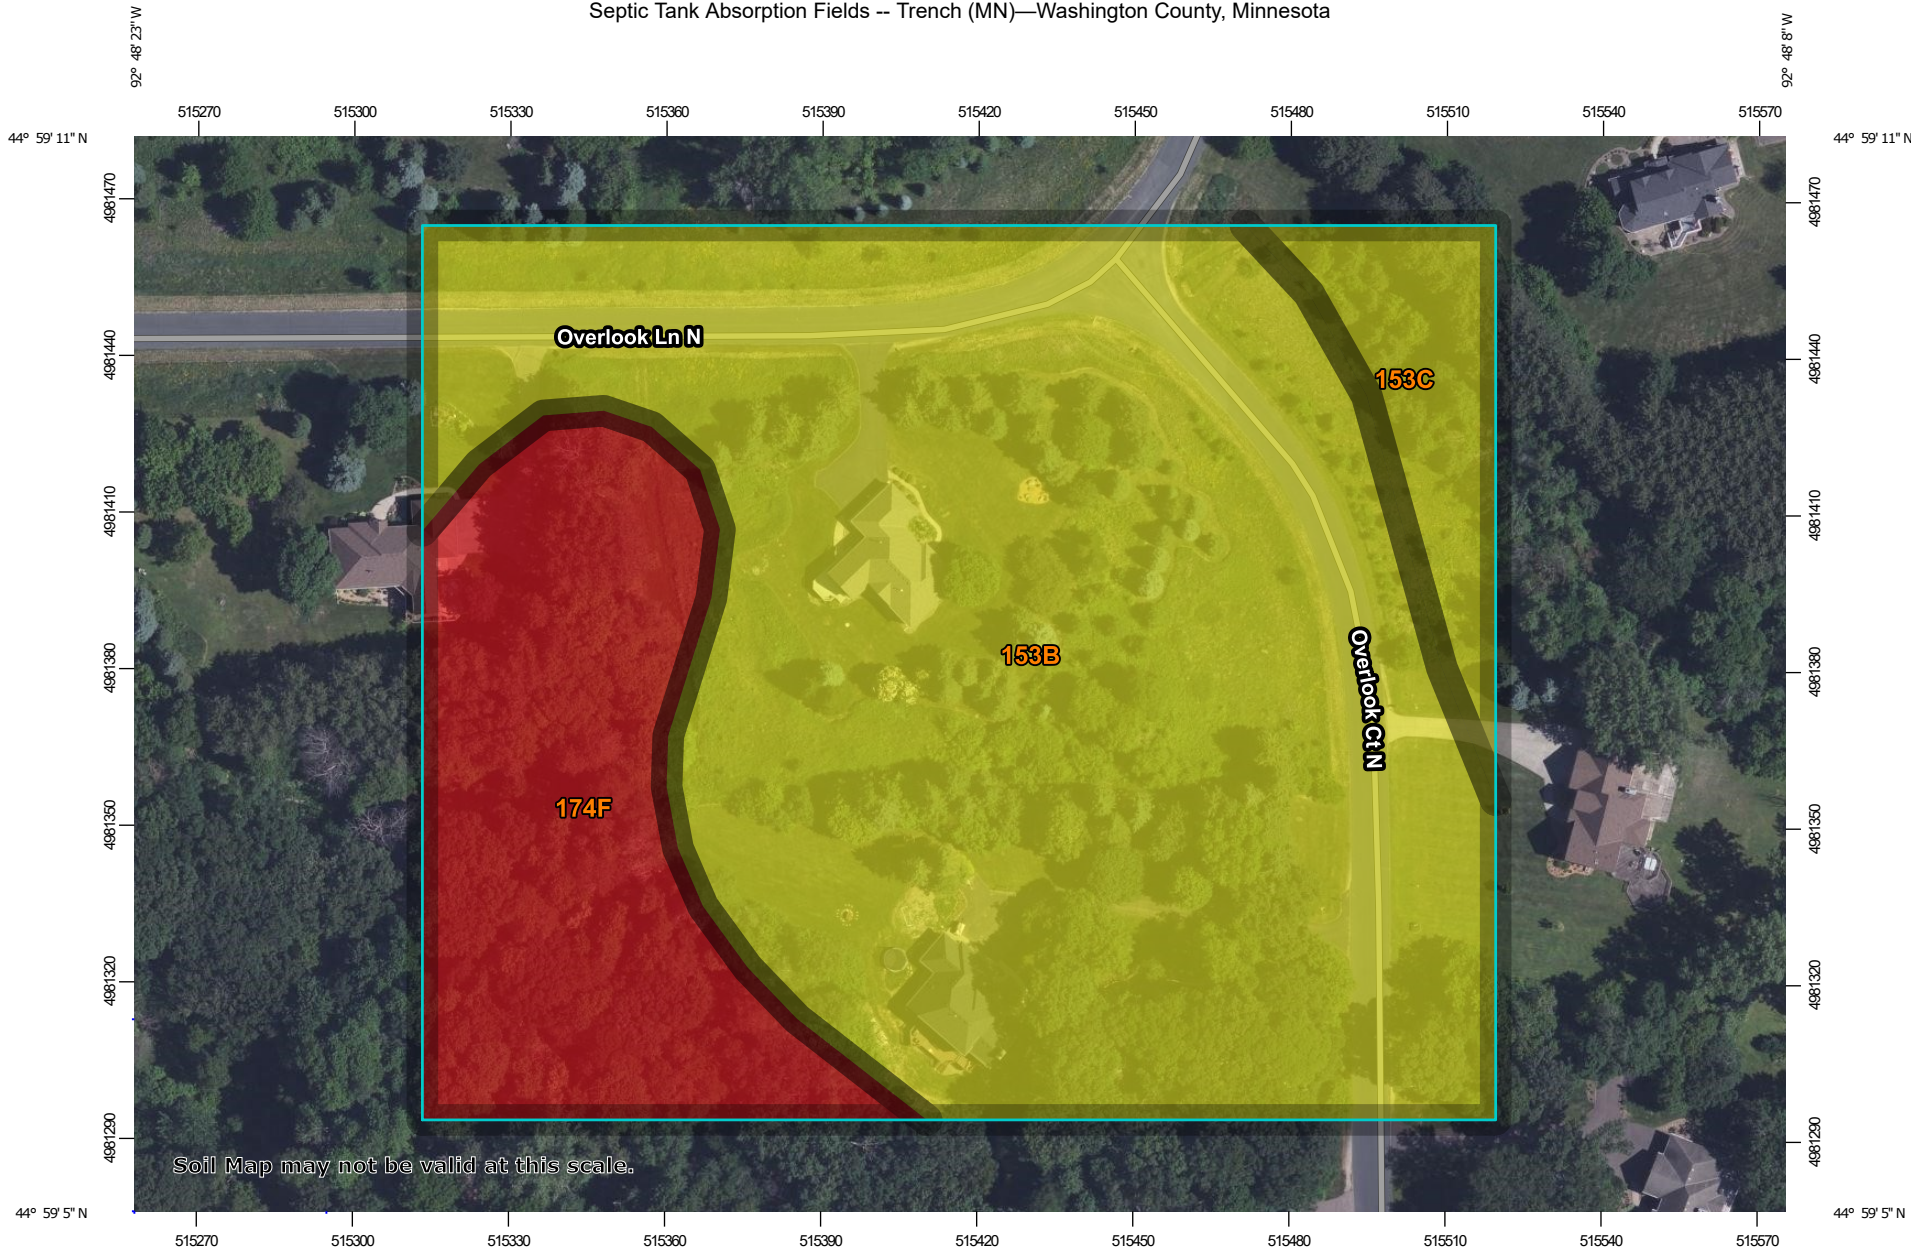 Septic Tank Absorption Fields -- Trench (MN)—Washington County, Minnesota
92° 48' 23'' W
92° 48' 8'' W
515270 515300 515330 515360 515390 515420 515450 515480 515510 515540 515570
44° 59' 11'' N
44° 59' 11'' N
4981470
4981470
4981440
4981440
Overlook Ln N
153C
4981410
4981410
153B
4981380
4981380
Overlook Ct N
174F
4981350
4981350
4981320
4981320
4981290
4981290
Soil Map may not be valid at this scale.
44° 59' 5'' N
44° 59' 5'' N
515270 515300 515330 515360 515390 515420 515450 515480 515510 515540 515570